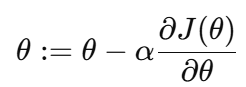 θ := θ − α ∂J(θ)/∂θ